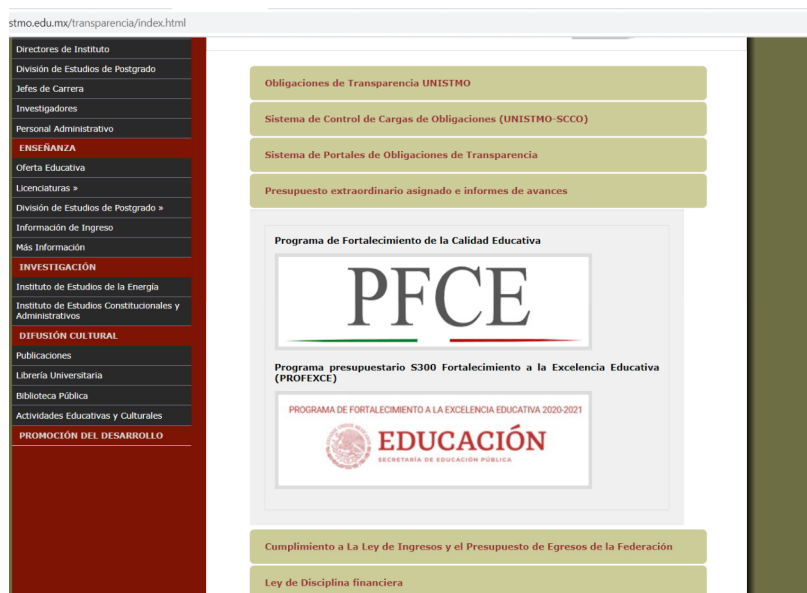 stmo.edu.mx/transparencia/index.html
Directores de Instituto
División de Estudios de Postgrado
Jefes de Carrera
Investigadores
Personal Administrativo
ENSEÑANZA
Oferta Educativa
Licenciaturas »
División de Estudios de Postgrado »
Información de Ingreso
Más Información
INVESTIGACIÓN
Instituto de Estudios de la Energía
Instituto de Estudios Constitucionales y
Administrativos
DIFUSIÓN CULTURAL
Publicaciones
Librería Universitaria
Biblioteca Pública
Actividades Educativas y Culturales
PROMOCIÓN DEL DESARROLLO
Obligaciones de Transparencia UNISTMO
Sistema de Control de Cargas de Obligaciones (UNISTMO-SCCO)
Sistema de Portales de Obligaciones de Transparencia
Presupuesto extraordinario asignado e informes de avances
Programa de Fortalecimiento de la Calidad Educativa
PFCE
Programa presupuestario S300 Fortalecimiento a la Excelencia Educativa
(PROFEXCE)
PROGRAMA DE FORTALECIMIENTO A LA EXCELENCIA EDUCATIVA 2020-2021
EDUCACIÓN
SECRETARÍA DE EDUCACIÓN PÚBLICA
Cumplimiento a La Ley de Ingresos y el Presupuesto de Egresos de la Federación
Ley de Disciplina financiera